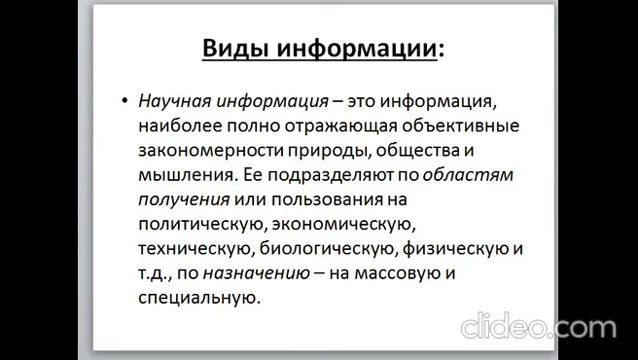 Виды информации:
• Научная информация – это информация,
наиболее полно отражающая объективные
закономерности природы, общества и
мышления. Ее подразделяют по областям
получения или пользования на
политическую, экономическую,
техническую, биологическую, физическую и
т.д., по назначению – на массовую и
специальную.
clideo.com